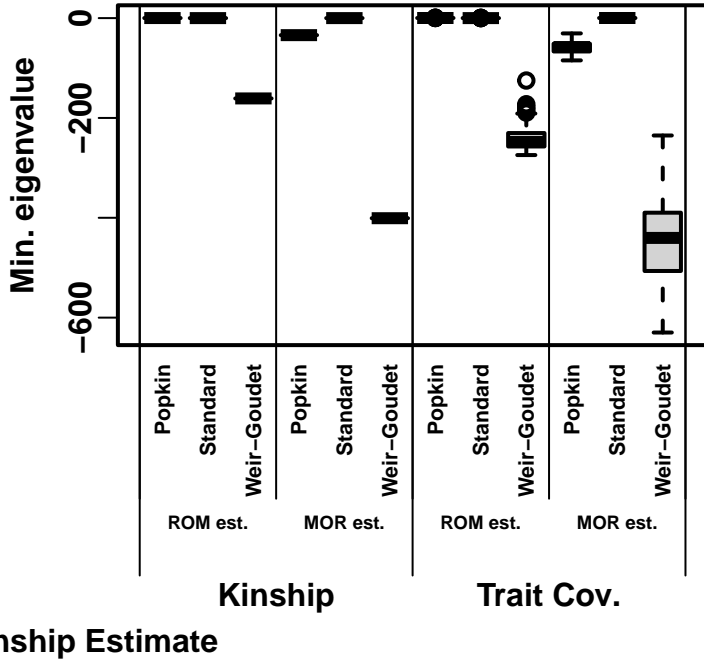 Min. eigenvalue
0
−200
−600
Popkin
Standard
Weir−Goudet
Popkin
Standard
Weir−Goudet
Popkin
Standard
Weir−Goudet
Popkin
Standard
Weir−Goudet
ROM est. MOR est. ROM est. MOR est.
Kinship Trait Cov.
nship Estimate